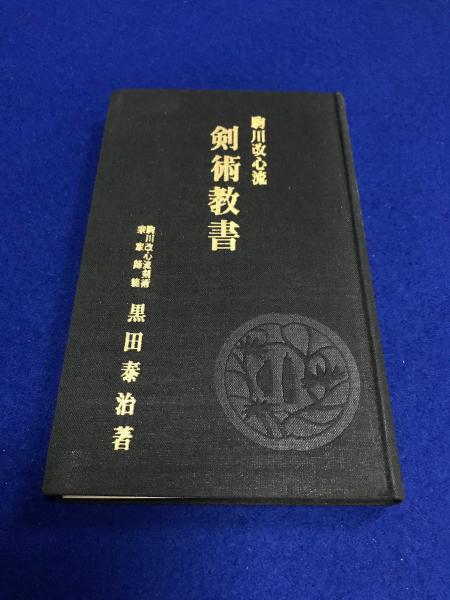 駒川改心流
剣術教書
駒川改心流剣術
宗家師範
黒田泰治著